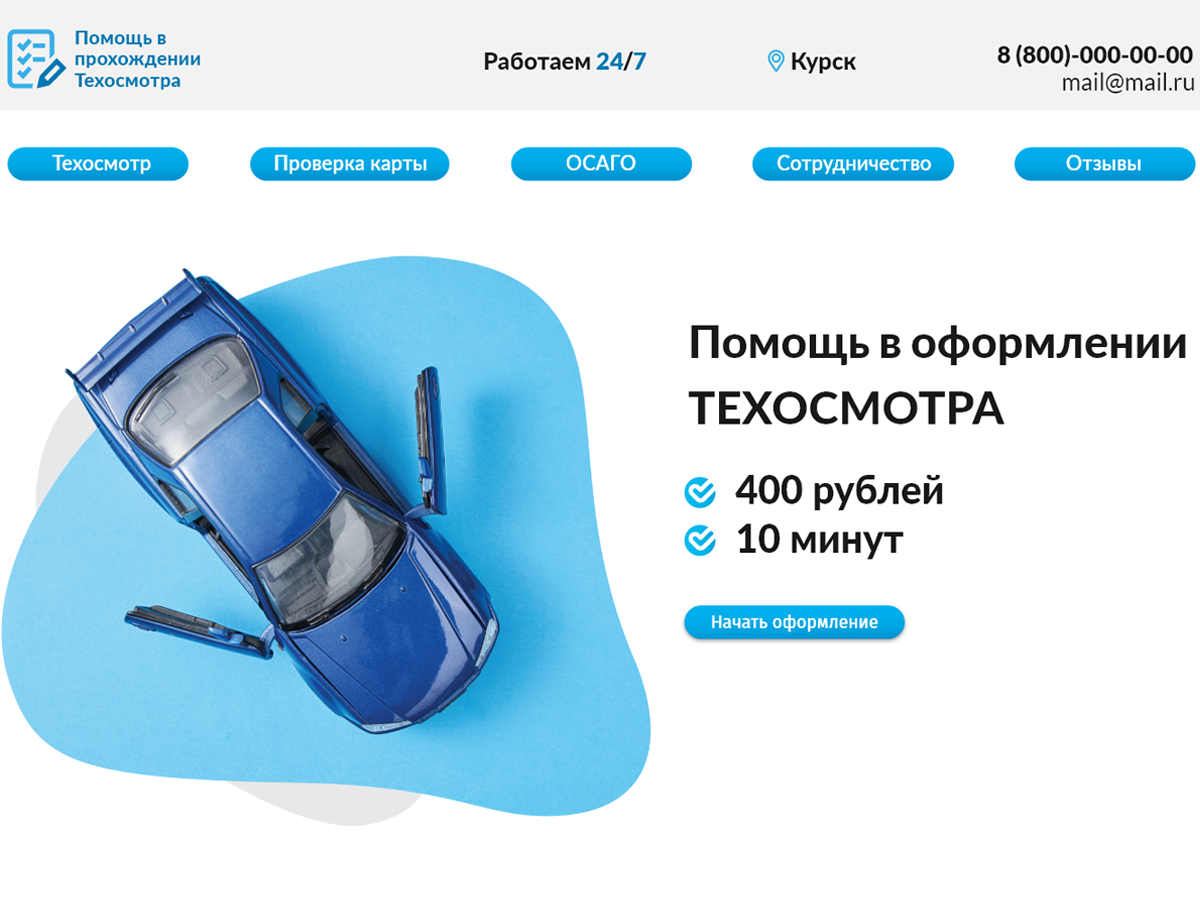 Помощь в
прохождении
Техосмотра
Работаем 24/7
Курск
8 (800)-000-00-00
mail@mail.ru
Техосмотр
Проверка карты
ОСАГО
Сотрудничество
Отзывы
Помощь в оформлении
ТЕХОСМОТРА
400 рублей
10 минут
Начать оформление